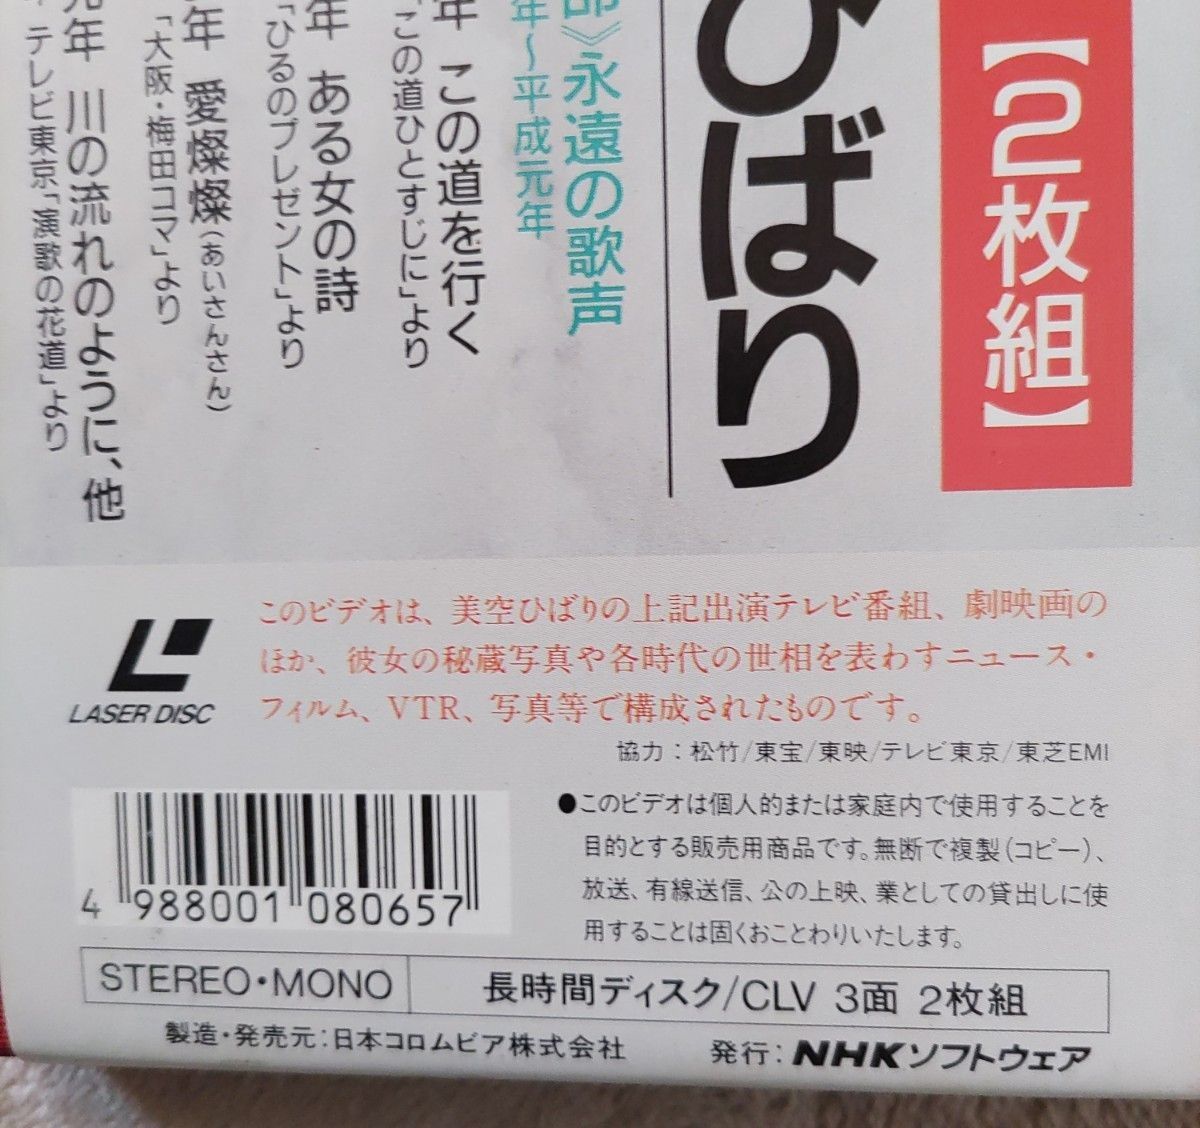 【2枚組】
ひばり
》永遠の歌声
年〜平成元年
年 この道を行く
「この道ひとすじに」より
年 ある女の詩
「ひるのプレゼント」より
年 愛燦燦(あいさんさん)
「大阪・梅田コマ」より
元年 川の流れのように、他
テレビ東京「演歌の花道」より
LASER DISC
このビデオは、美空ひばりの上記出演テレビ番組、劇映画の
ほか、彼女の秘蔵写真や各時代の世相を表わすニュース・
フィルム、VTR、写真等で構成されたものです。
協力：松竹/東宝/東映/テレビ東京/東芝EMI
●このビデオは個人的または家庭内で使用することを
目的とする販売用商品です。無断で複製(コピー)、
放送、有線送信、公の上映、業としての貸出しに使
用することは固くおことわりいたします。
4 988001 080657
STEREO・MONO
長時間ディスク/CLV 3面 2枚組
製造・発売元：日本コロムビア株式会社
発行：NHKソフトウェア